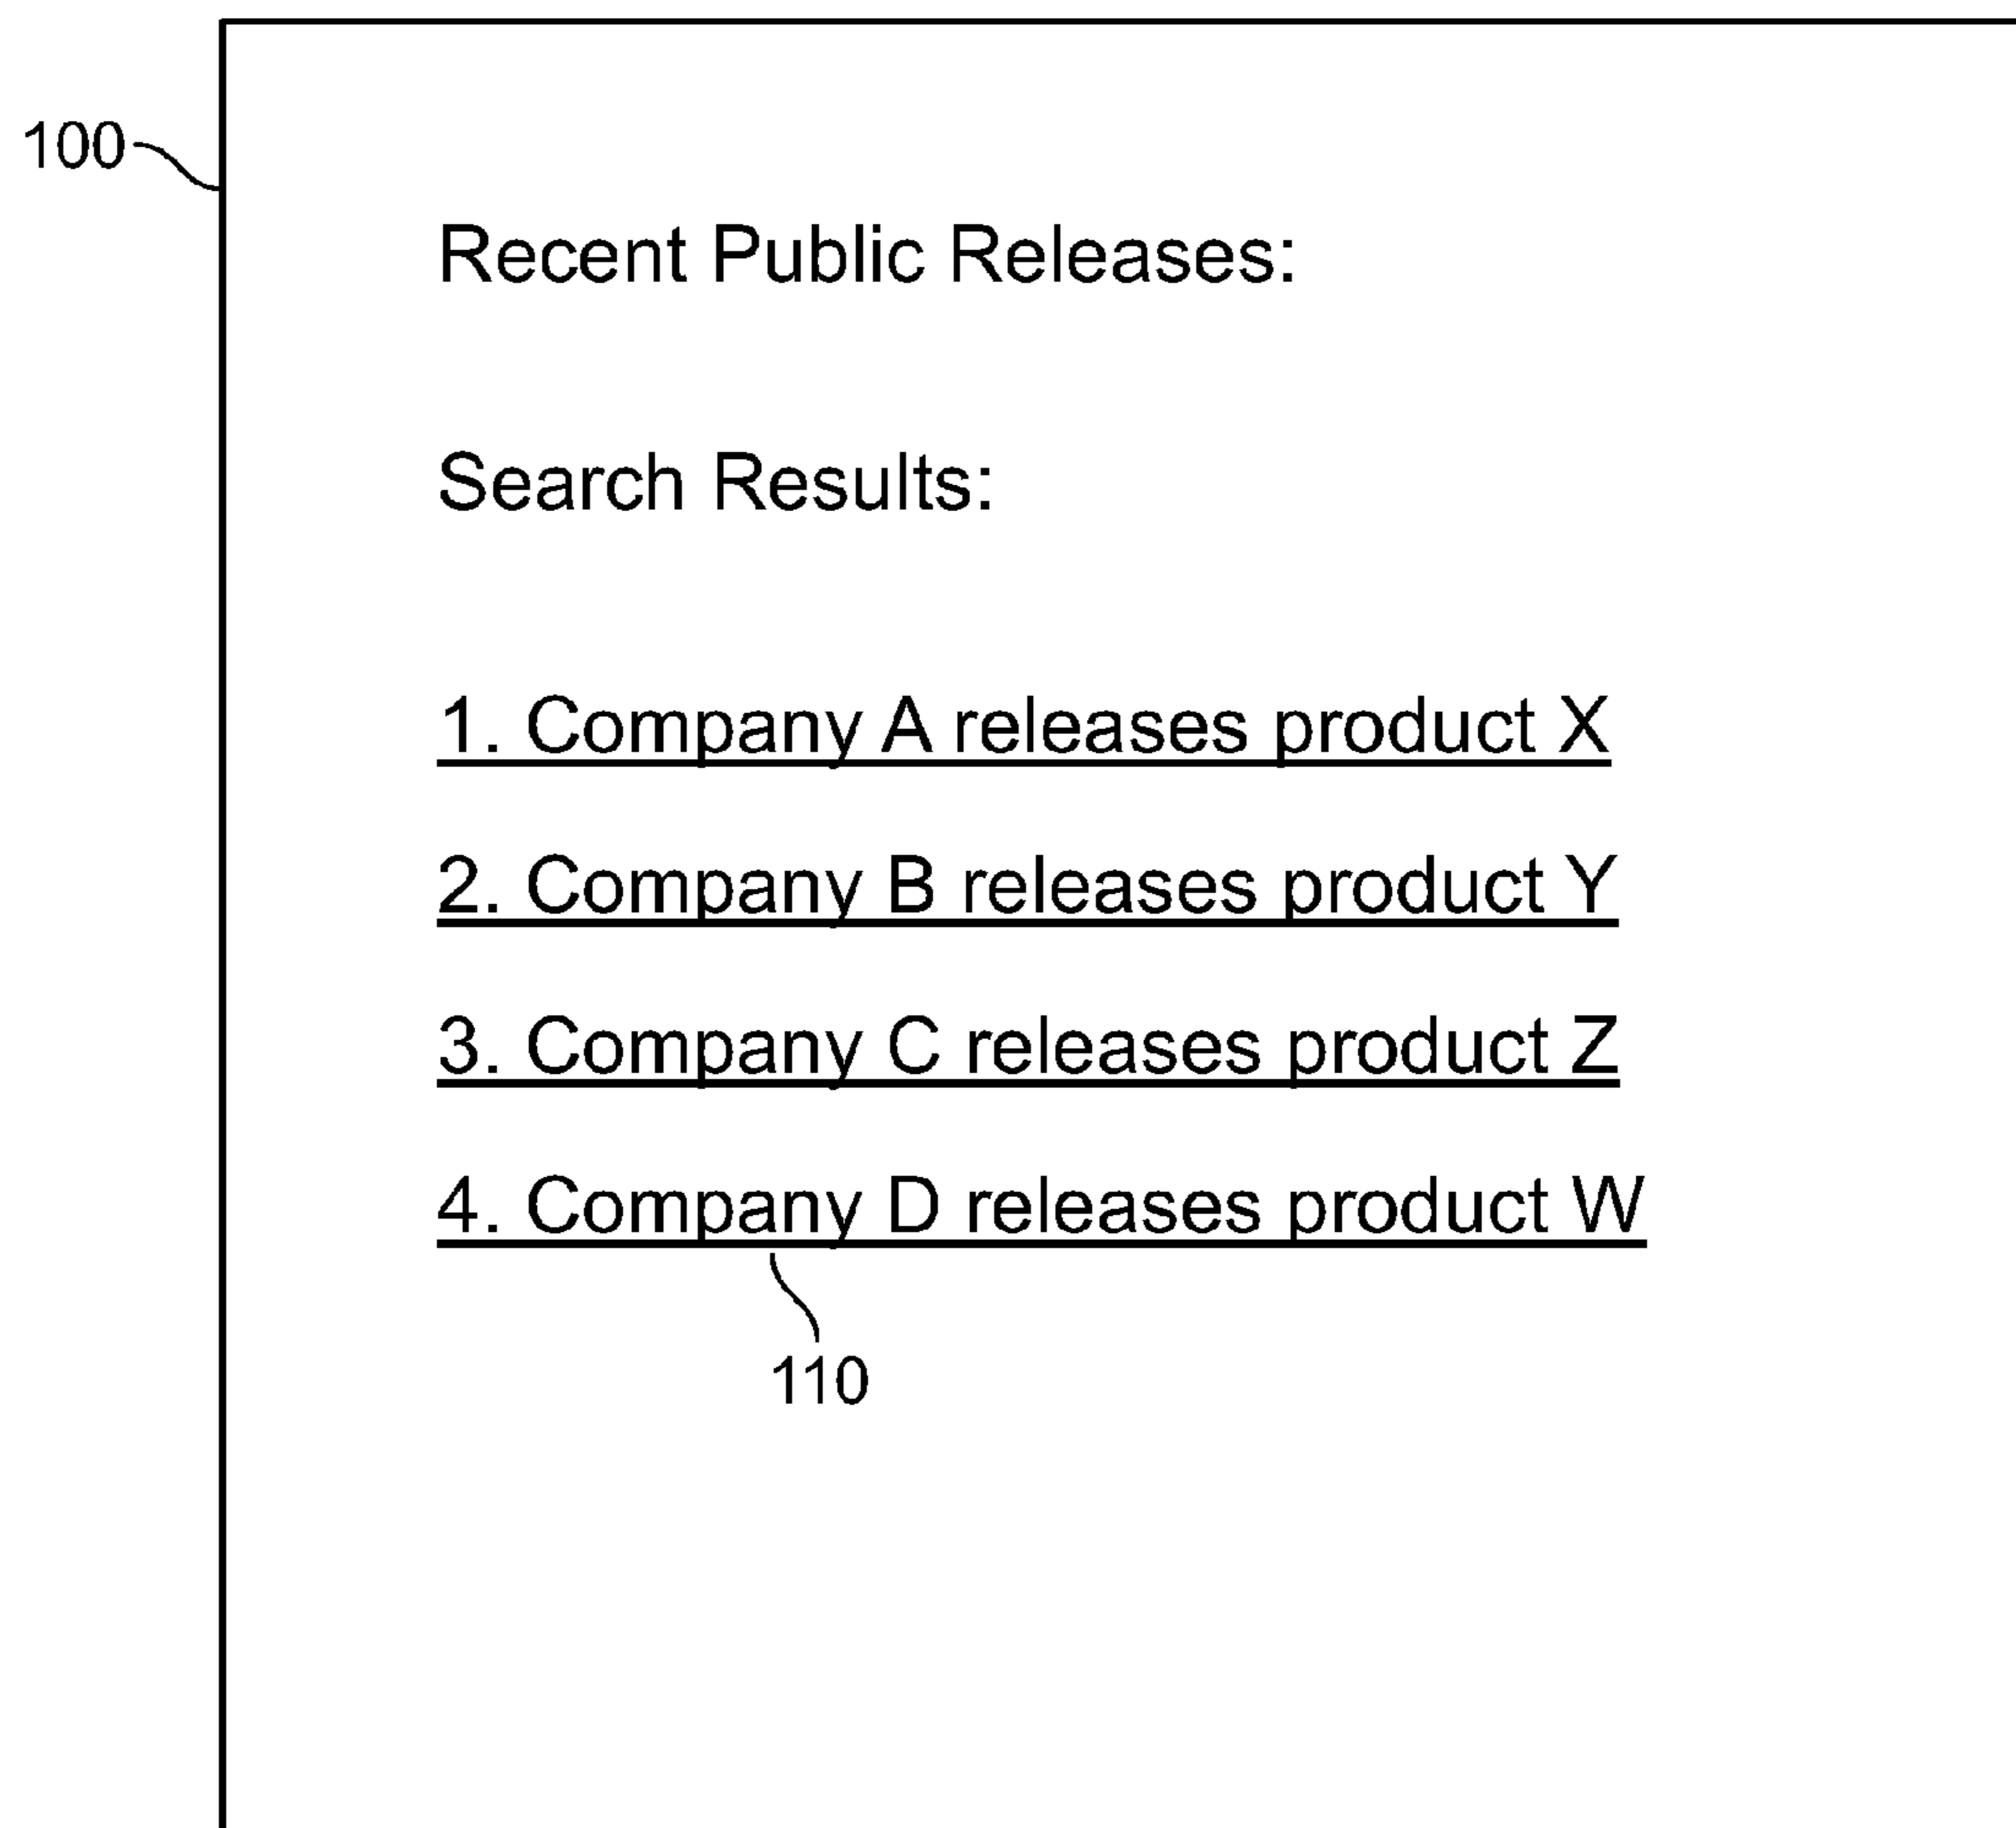 100
Recent Public Releases:
Search Results:
1. Company A releases product X
2. Company B releases product Y
3. Company C releases product Z
4. Company D releases product W
110